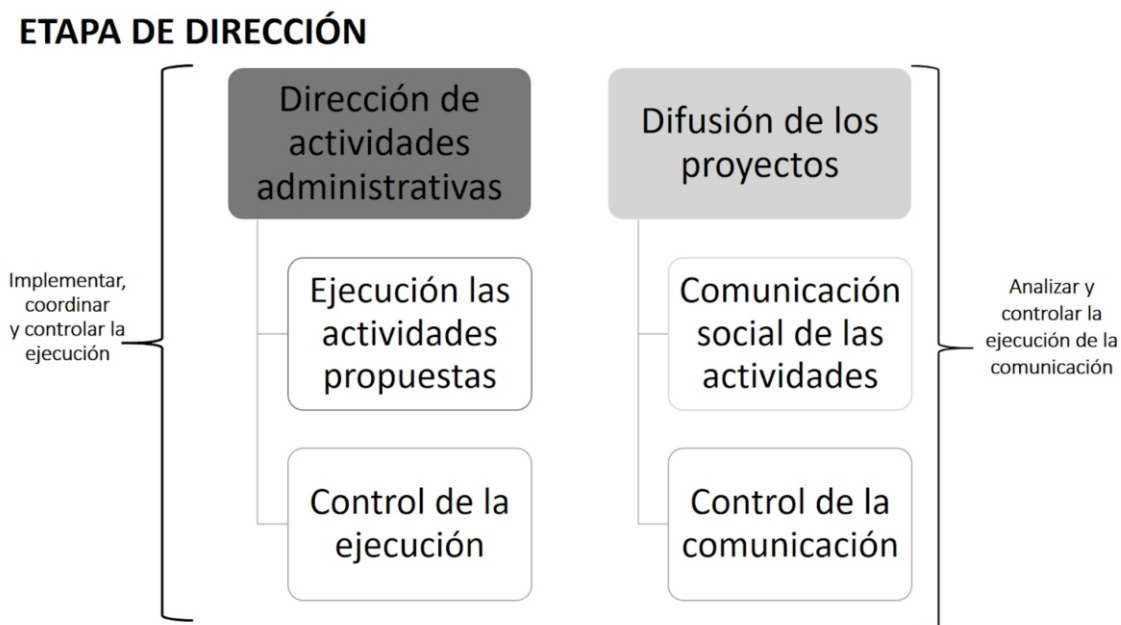 ETAPA DE DIRECCIÓN
Dirección de
actividades
administrativas
Difusión de los
proyectos
Implementar,
coordinar
y controlar la
ejecución
Ejecución las
actividades
propuestas
Comunicación
social de las
actividades
Analizar y
controlar la
ejecución de la
comunicación
Control de la
ejecución
Control de la
comunicación